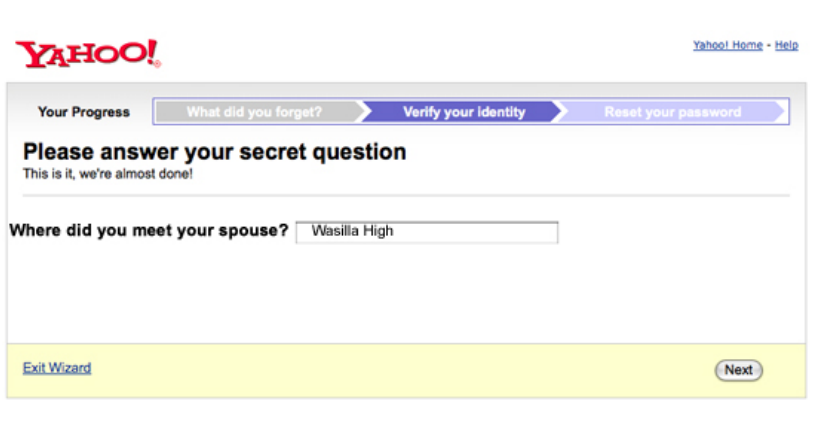 YAHOO!
Yahoo! Home - Help
Your Progress What did you forget? Verify your identity Reset your password
Please answer your secret question
This is it, we're almost done!
Where did you meet your spouse? Wasilla High
Exit Wizard Next